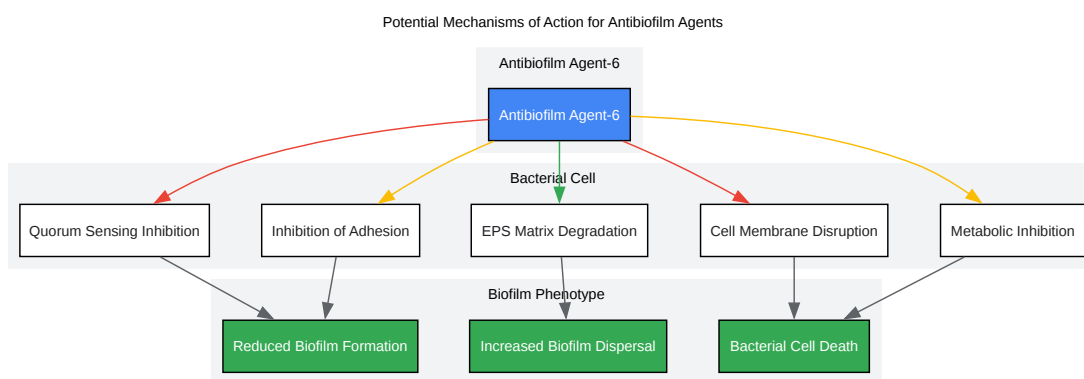 Potential Mechanisms of Action for Antibiofilm Agents
Antibiofilm Agent-6
Antibiofilm Agent-6
Bacterial Cell
Quorum Sensing Inhibition
Inhibition of Adhesion
EPS Matrix Degradation
Cell Membrane Disruption
Metabolic Inhibition
Biofilm Phenotype
Reduced Biofilm Formation
Increased Biofilm Dispersal
Bacterial Cell Death